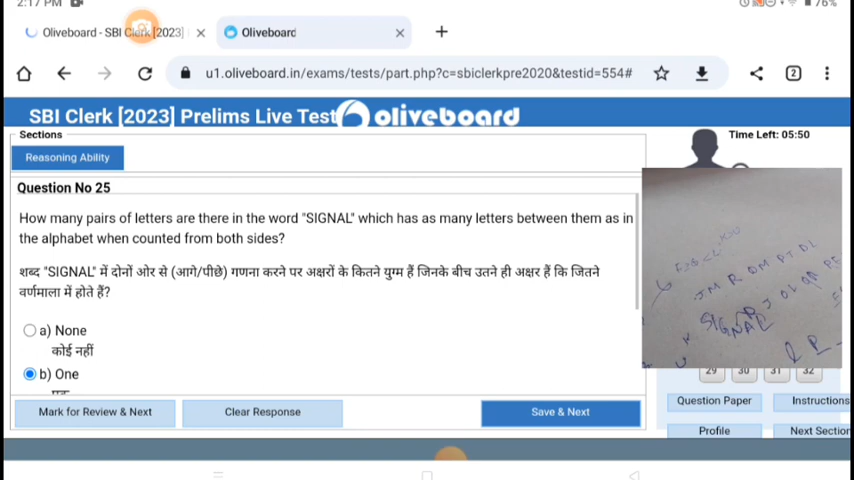 2:17 PM
76%
Oliveboard - SBI Clerk [2023]
Oliveboard
u1.oliveboard.in/exams/tests/part.php?c=sbiclerkpre2020&testid=554#
2
SBI Clerk [2023] Prelims Live Test
oliveboard
Sections
Time Left: 05:50
Reasoning Ability
Question No 25
How many pairs of letters are there in the word "SIGNAL" which has as many letters between them as in
the alphabet when counted from both sides?
शब्द "SIGNAL" में दोनों ओर से (आगे/पीछे) गणना करने पर अक्षरों के कितने युग्म हैं जिनके बीच उतने ही अक्षर हैं कि जितने
वर्णमाला में होते हैं?
a) None
कोई नहीं
b) One
JM R DM PT DL
SIGNAL
29 30 31 32
Mark for Review & Next
Clear Response
Save & Next
Question Paper
Instructions
Profile
Next Section